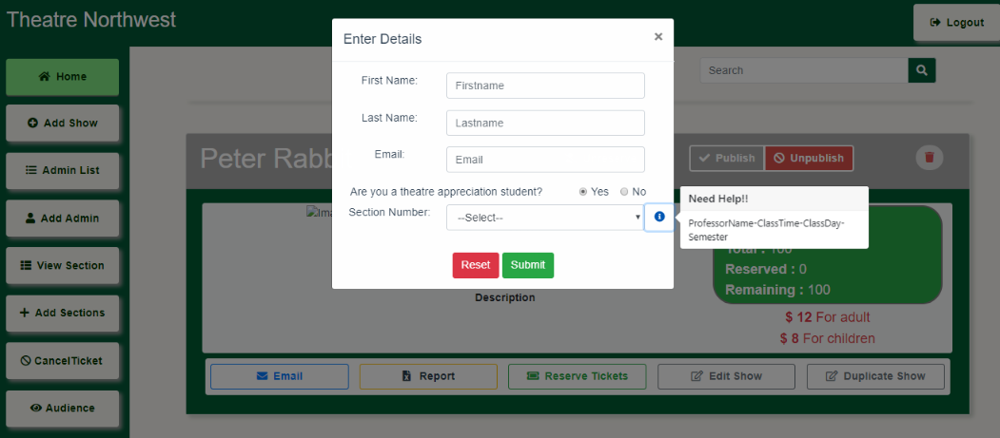 Theatre Northwest
Logout
Home
Add Show
Admin List
Add Admin
View Section
Add Sections
CancelTicket
Audience
Search
Peter Rabb
Publish
Unpublish
Enter Details
×
First Name:
Firstname
Last Name:
Lastname
Email:
Email
Are you a theatre appreciation student?
Yes
No
Section Number:
--Select--
Need Help!!
ProfessorName-ClassTime-ClassDay-
Semester
Reset
Submit
Total : 100
Reserved : 0
Remaining : 100
Description
$ 12 For adult
$ 8 For children
Email
Report
Reserve Tickets
Edit Show
Duplicate Show